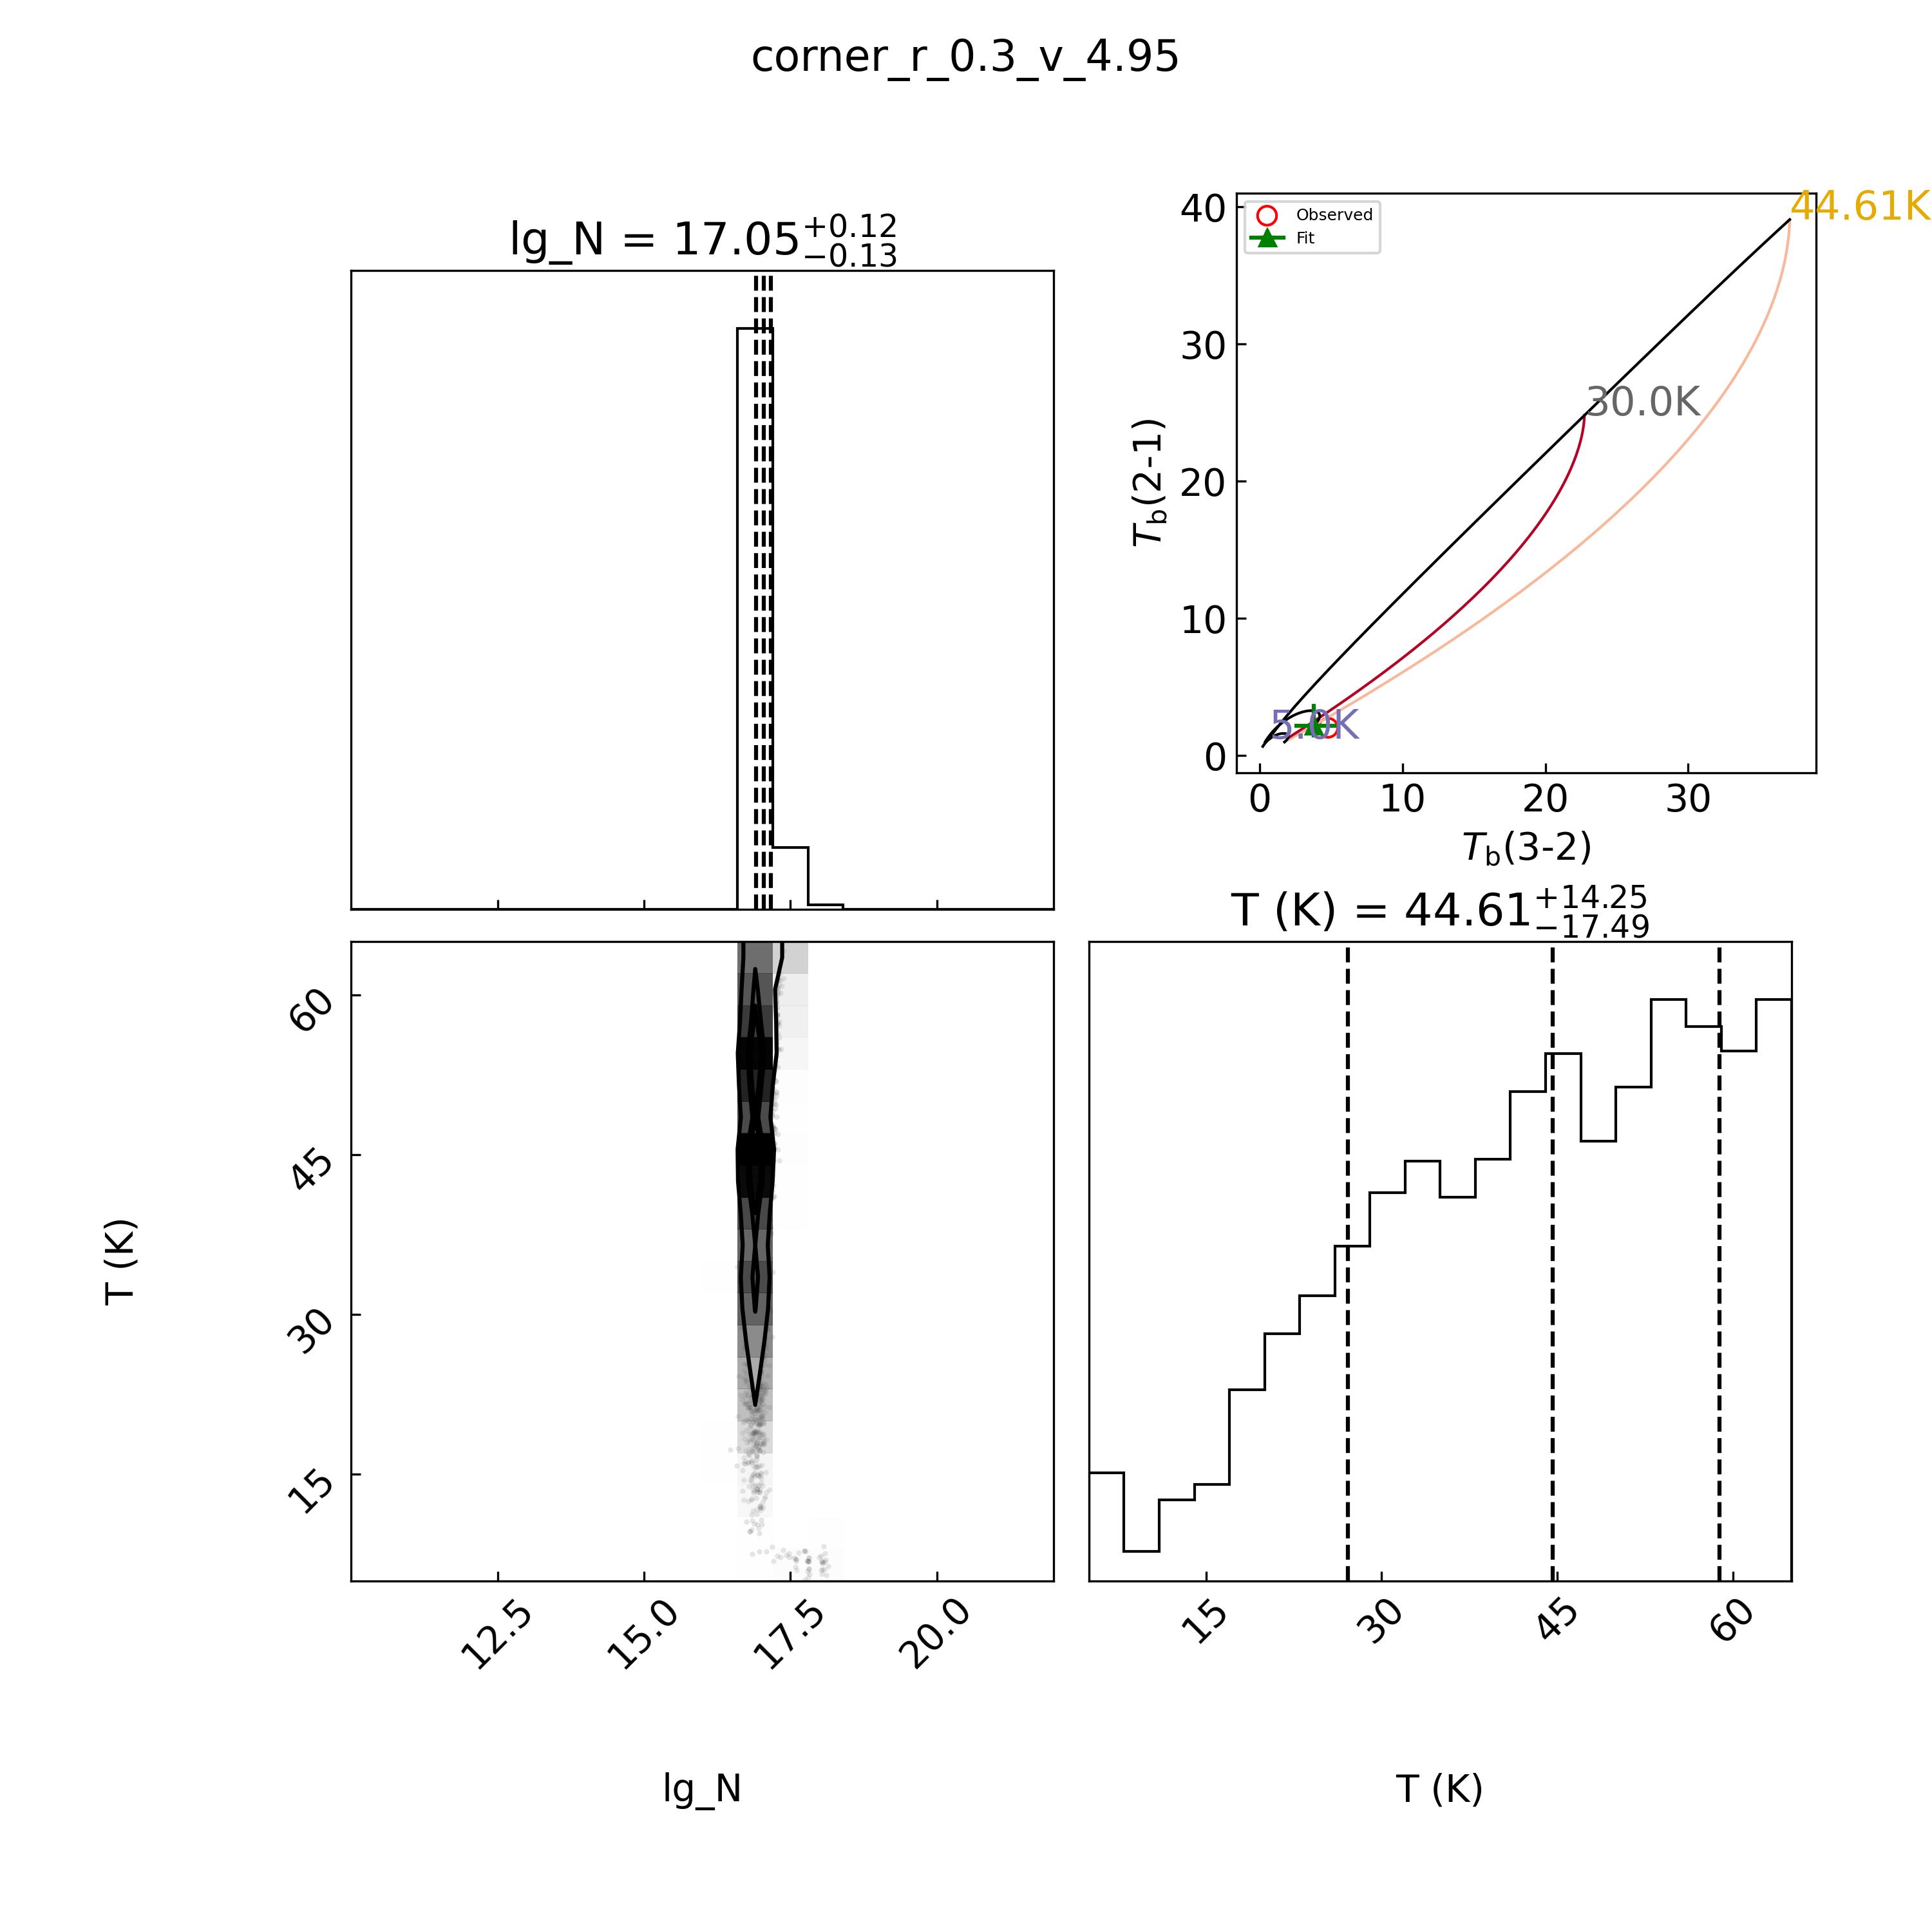 corner_r_0.3_v_4.95
lg_N = 17.05+0.12−0.13
44.61K
Observed
Fit
30.0K
5.0K
40
30
20
10
0
Tb(2-1)
0 10 20 30
Tb(3-2)
T (K) = 44.61+14.25−17.49
60
45
30
15
T (K)
12.5 15.0 17.5 20.0
lg_N
15 30 45 60
T (K)